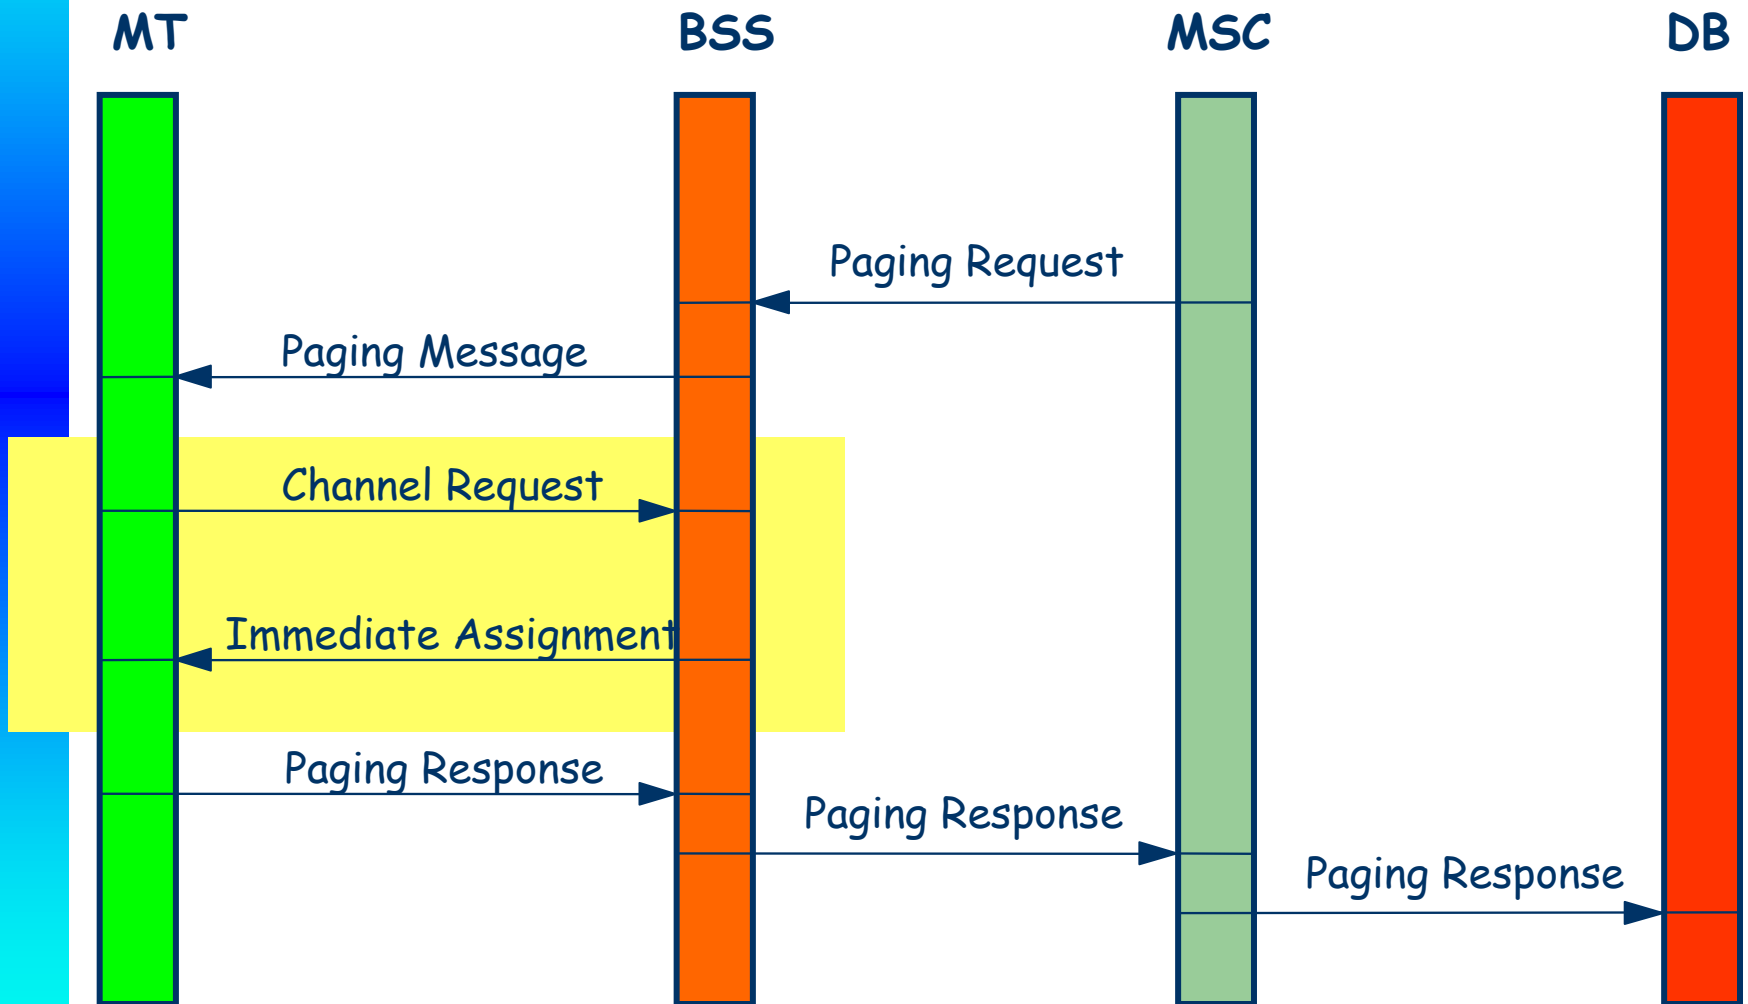 MT BSS MSC DB
Paging Request
Paging Message
Channel Request
Immediate Assignment
Paging Response
Paging Response
Paging Response